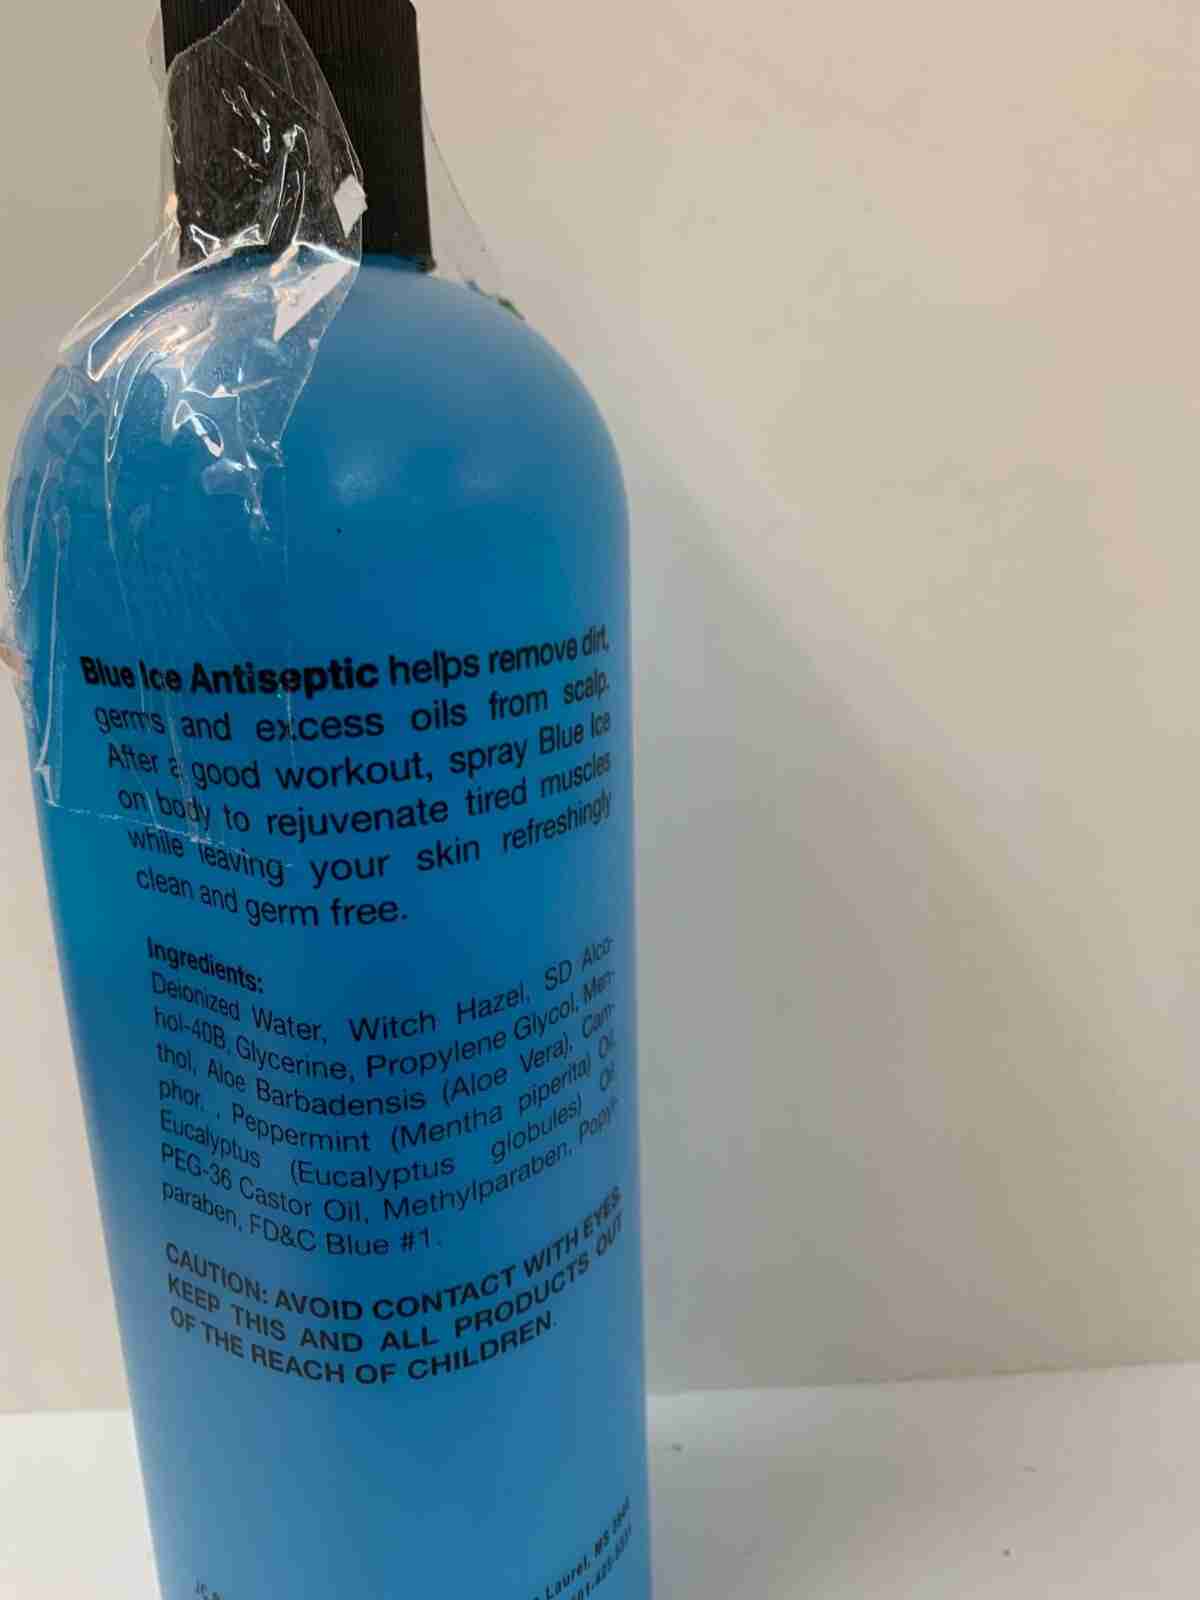 Blue Ice Antiseptic helps remove dirt,
germs and excess oils from scalp.
After a good workout, spray Blue Ice
on body to rejuvenate tired muscles
while leaving your skin refreshingly
clean and germ free.
Ingredients:
Deionized Water, Witch Hazel, SD Alco-
hol-40B, Glycerine, Propylene Glycol, Men-
thol, Aloe Barbadensis (Aloe Vera), Cam-
phor, , Peppermint (Mentha piperita) Oil,
Eucalyptus (Eucalyptus globules) Oil
PEG-36 Castor Oil, Methylparaben, Popyl-
paraben, FD&C Blue #1.
CAUTION: AVOID CONTACT WITH EYES.
KEEP THIS AND ALL PRODUCTS OUT
OF THE REACH OF CHILDREN.
JC Laurel, MS